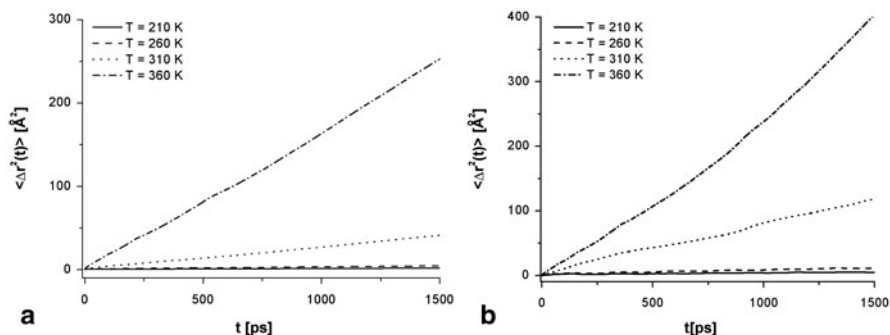 300
200
100
0
<Δr²(t)> [Å²]
T = 210 K
T = 260 K
T = 310 K
T = 360 K
0 500 1000 1500
t [ps]
a
400
300
200
100
0
<Δr²(t)> [Å²]
T = 210 K
T = 260 K
T = 310 K
T = 360 K
0 500 1000 1500
t[ps]
b